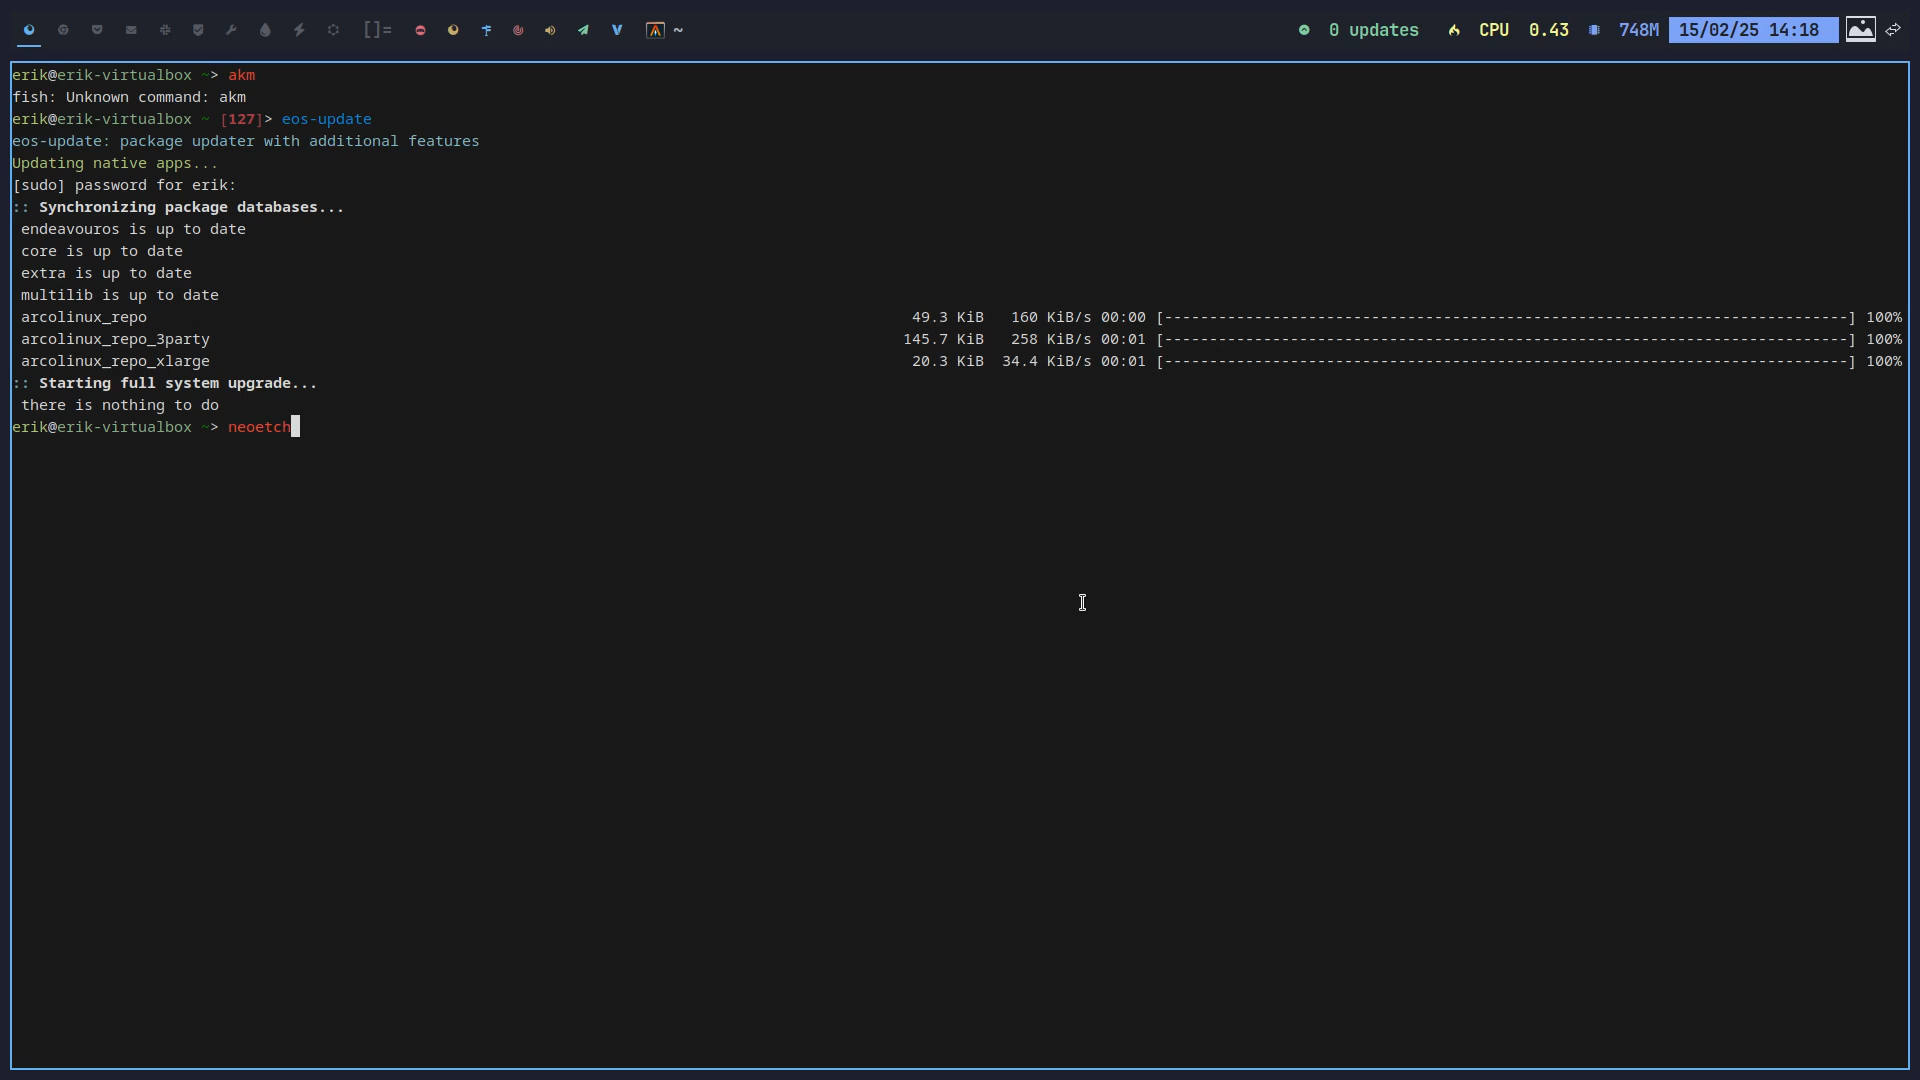 []= ~ 0 updates CPU 0.43 748M 15/02/25 14:18
erik@erik-virtualbox ~> akm
fish: Unknown command: akm
erik@erik-virtualbox ~ [127]> eos-update
eos-update: package updater with additional features
Updating native apps...
[sudo] password for erik:
:: Synchronizing package databases...
endeavouros is up to date
core is up to date
extra is up to date
multilib is up to date
arcolinux_repo 49.3 KiB 160 KiB/s 00:00 [----------------------------------------------------------------------------] 100%
arcolinux_repo_3party 145.7 KiB 258 KiB/s 00:01 [----------------------------------------------------------------------------] 100%
arcolinux_repo_xlarge 20.3 KiB 34.4 KiB/s 00:01 [----------------------------------------------------------------------------] 100%
:: Starting full system upgrade...
there is nothing to do
erik@erik-virtualbox ~> neoetch